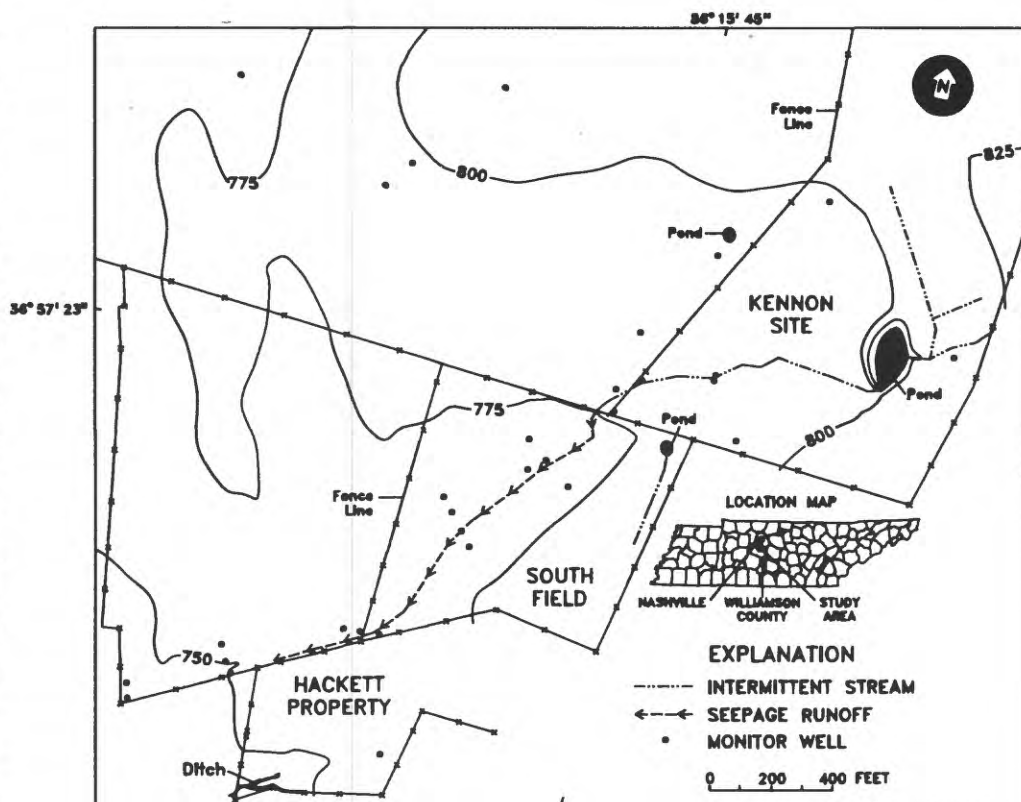 86° 15' 45"
N
Fence
Line
825
800
775
Pond
36° 57' 23"
KENNON
SITE
Pond
775
Pond
800
LOCATION MAP
Fence
Line
SOUTH
FIELD
NASHVILLE
WILLIAMSON
COUNTY
STUDY
AREA
750
HACKETT
PROPERTY
EXPLANATION
INTERMITTENT STREAM
SEEPAGE RUNOFF
MONITOR WELL
Ditch
0 200 400 FEET